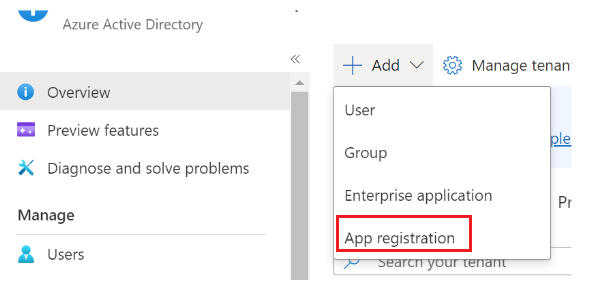 Azure Active Directory
«
Overview
Preview features
Diagnose and solve problems
Manage
Users
Add
Manage tenan
User
Group
Enterprise application
App registration
ple
Pr
Search your tenant